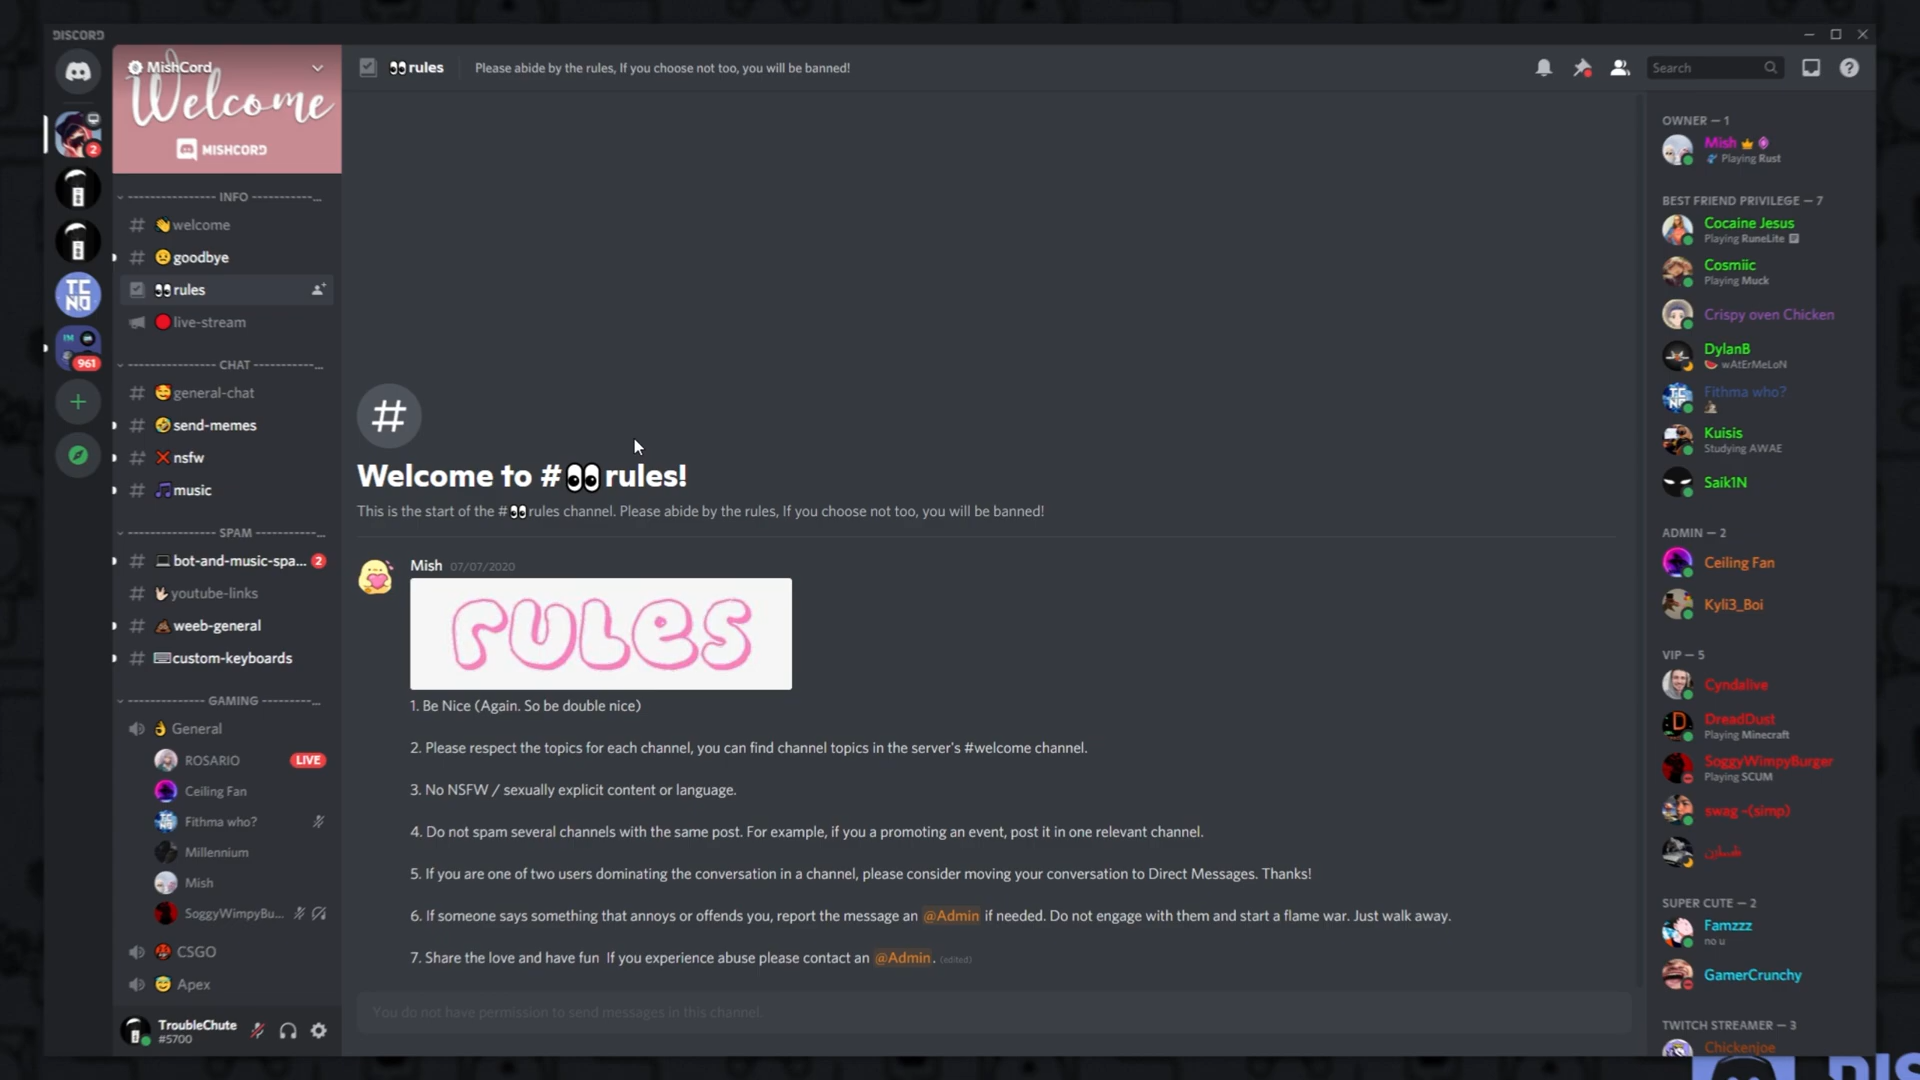 DISCORD
MishCord
Welcome
MISHCORD
rules
Please abide by the rules, If you choose not too, you will be banned!
Search
2
TC
NO
961
INFO
welcome
goodbye
rules
live-stream
CHAT
general-chat
send-memes
nsfw
music
SPAM
bot-and-music-spa... 2
youtube-links
weeb-general
custom-keyboards
GAMING
General
ROSARIO LIVE
Ceiling Fan
Fithma who?
Millennium
Mish
SoggyWimpyBu...
CSGO
Apex
TroubleChute
#5700
#
Welcome to #👀rules!
This is the start of the #👀rules channel. Please abide by the rules, If you choose not too, you will be banned!
Mish 07/07/2020
rules
1. Be Nice (Again. So be double nice)
2. Please respect the topics for each channel, you can find channel topics in the server's #welcome channel.
3. No NSFW / sexually explicit content or language.
4. Do not spam several channels with the same post. For example, if you a promoting an event, post it in one relevant channel.
5. If you are one of two users dominating the conversation in a channel, please consider moving your conversation to Direct Messages. Thanks!
6. If someone says something that annoys or offends you, report the message an @Admin if needed. Do not engage with them and start a flame war. Just walk away.
7. Share the love and have fun If you experience abuse please contact an @Admin. (edited)
You do not have permission to send messages in this channel.
OWNER — 1
Mish
Playing Rust
BEST FRIEND PRIVILEGE — 7
Cocaine Jesus
Playing RuneLite
Cosmiic
Playing Muck
Crispy oven Chicken
DylanB
wAtErMeLoN
Fithma who?
Kuisis
Studying AWAE
Saik1N
ADMIN — 2
Ceiling Fan
Kyli3_Boi
VIP — 5
Cyndalive
DreadDust
Playing Minecraft
SoggyWimpyBurger
Playing SCUM
swag -(simp)
SUPER CUTE — 2
Famzzz
no u
GamerCrunchy
TWITCH STREAMER — 3
Chickenjoe
DIS